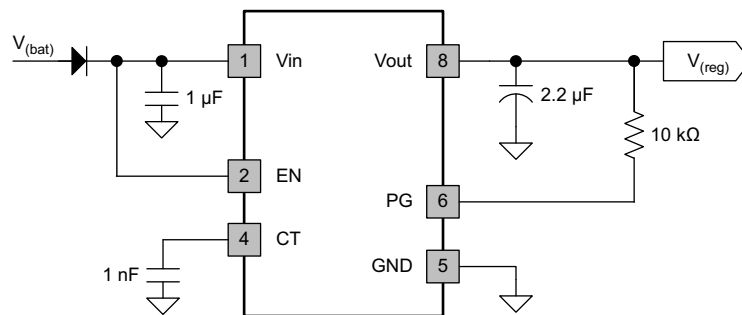 V(bat)
1
Vin
Vout
8
V(reg)
1 µF
2.2 µF
10 kΩ
2
EN
PG
6
4
CT
1 nF
GND
5